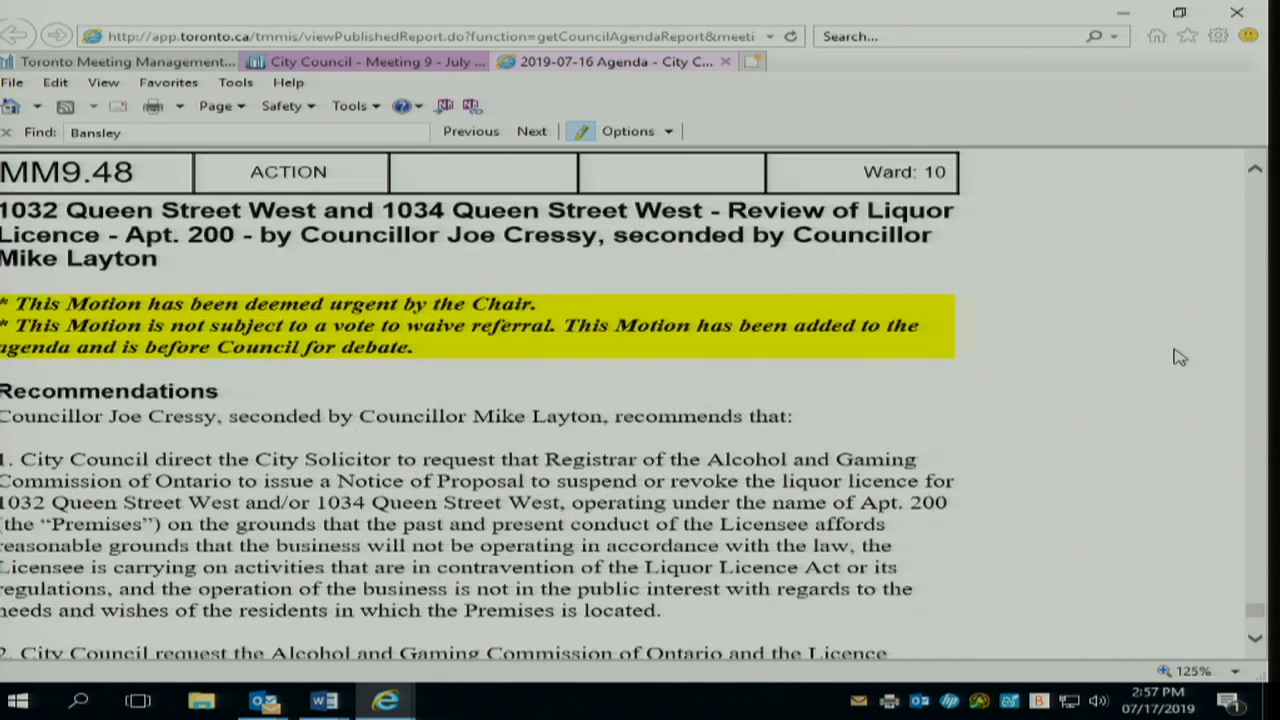 http://app.toronto.ca/tmmis/viewPublishedReport.do?function=getCouncilAgendaReport&meeti
Search...
Toronto Meeting Management...
City Council - Meeting 9 - July ...
2019-07-16 Agenda - City C...
File Edit View Favorites Tools Help
Page Safety Tools
Find: Bansley Previous Next Options
MM9.48 ACTION Ward: 10
1032 Queen Street West and 1034 Queen Street West - Review of Liquor
Licence - Apt. 200 - by Councillor Joe Cressy, seconded by Councillor
Mike Layton
* This Motion has been deemed urgent by the Chair.
* This Motion is not subject to a vote to waive referral. This Motion has been added to the
agenda and is before Council for debate.
Recommendations
Councillor Joe Cressy, seconded by Councillor Mike Layton, recommends that:
1. City Council direct the City Solicitor to request that Registrar of the Alcohol and Gaming
Commission of Ontario to issue a Notice of Proposal to suspend or revoke the liquor licence for
1032 Queen Street West and/or 1034 Queen Street West, operating under the name of Apt. 200
(the “Premises”) on the grounds that the past and present conduct of the Licensee affords
reasonable grounds that the business will not be operating in accordance with the law, the
Licensee is carrying on activities that are in contravention of the Liquor Licence Act or its
regulations, and the operation of the business is not in the public interest with regards to the
needs and wishes of the residents in which the Premises is located.
2. City Council request the Alcohol and Gaming Commission of Ontario and the Licence
125%
2:57 PM
07/17/2019